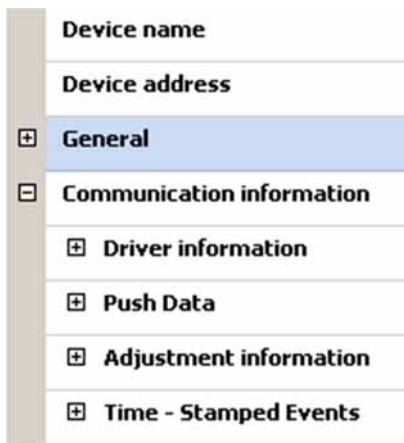 Device name
Device address
General
Communication information
Driver information
Push Data
Adjustment information
Time - Stamped Events